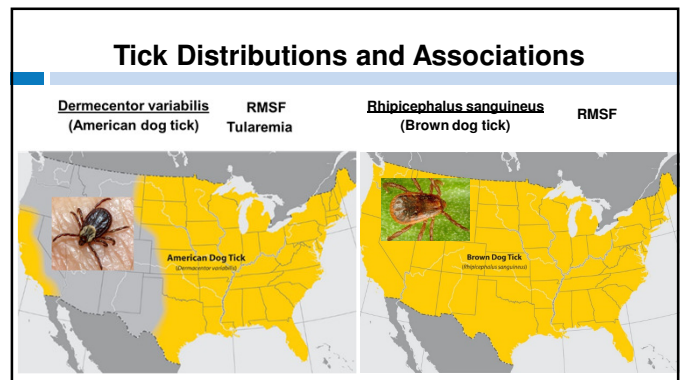 Tick Distributions and Associations
Dermecentor variabilis
(American dog tick)
RMSF
Tularemia
Rhipicephalus sanguineus
(Brown dog tick)
RMSF
American Dog Tick
(Dermecentor variabilis)
Brown Dog Tick
(Rhipicephalus sanguineus)